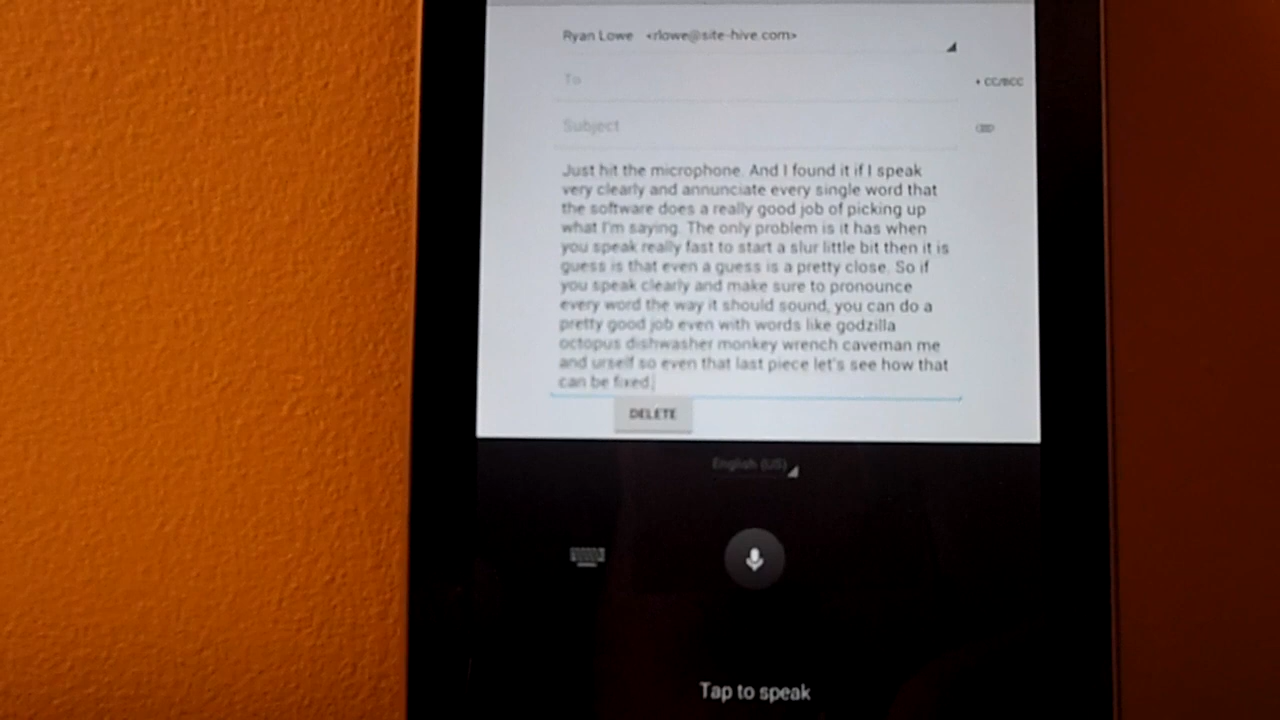 Ryan Lowe <rlowe@site-hive.com>
To
+ CC/BCC
Subject
Just hit the microphone. And I found it if I speak
very clearly and annunciate every single word that
the software does a really good job of picking up
what I'm saying. The only problem is it has when
you speak really fast to start a slur little bit then it is
guess is that even a guess is a pretty close. So if
you speak clearly and make sure to pronounce
every word the way it should sound, you can do a
pretty good job even with words like godzilla
octopus dishwasher monkey wrench caveman me
and urself so even that last piece let's see how that
can be fixed
DELETE
English (US)
Tap to speak